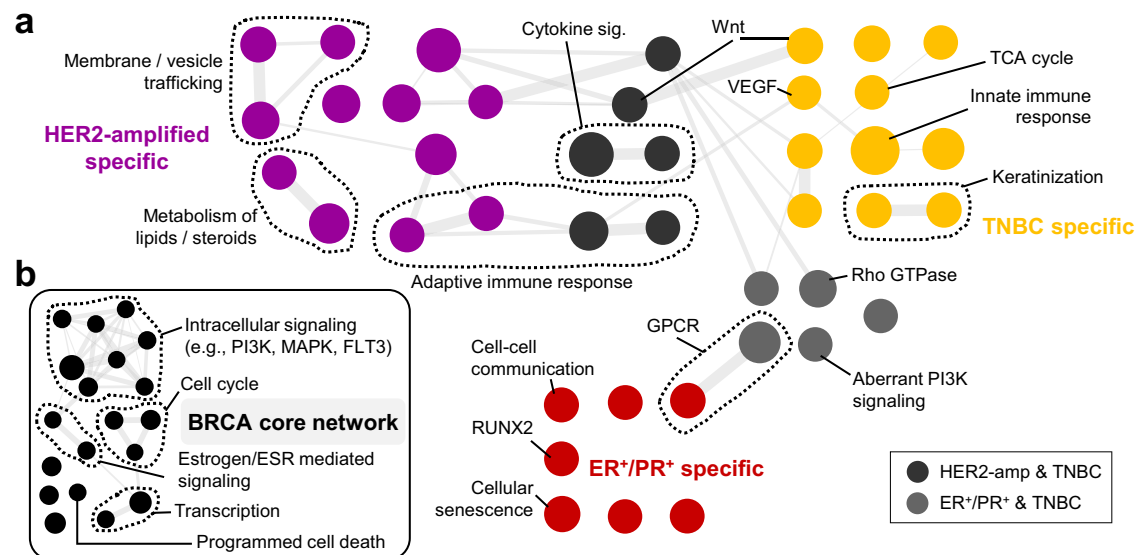 a
Cytokine sig.
Wnt
Membrane / vesicle
trafficking
TCA cycle
VEGF
Innate immune
response
HER2-amplified
specific
Keratinization
Metabolism of
lipids / steroids
TNBC specific
Adaptive immune response
Rho GTPase
GPCR
Aberrant PI3K
signaling
Cell-cell
communication
RUNX2
ER⁺/PR⁺ specific
Cellular
senescence
HER2-amp & TNBC
ER⁺/PR⁺ & TNBC
b
Intracellular signaling
(e.g., PI3K, MAPK, FLT3)
Cell cycle
BRCA core network
Estrogen/ESR mediated
signaling
Transcription
Programmed cell death